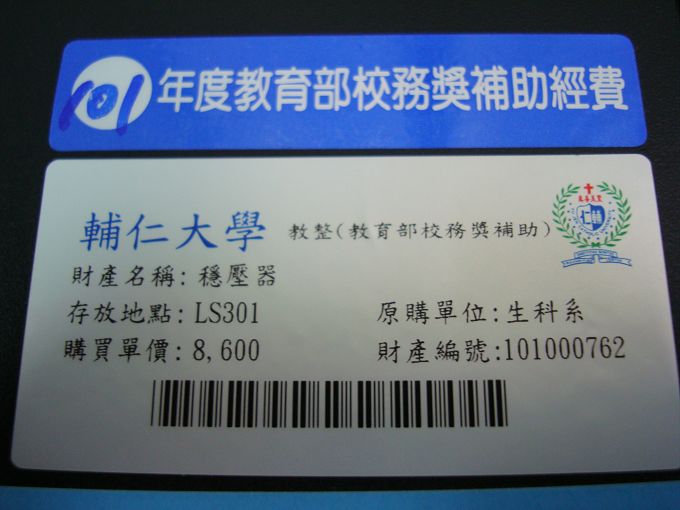 101年度教育部校務獎補助經費
輔仁大學 教整(教育部校務獎補助)
財產名稱: 穩壓器
存放地點: LS301 原購單位:生科系
購買單價: 8,600 財產編號:101000762